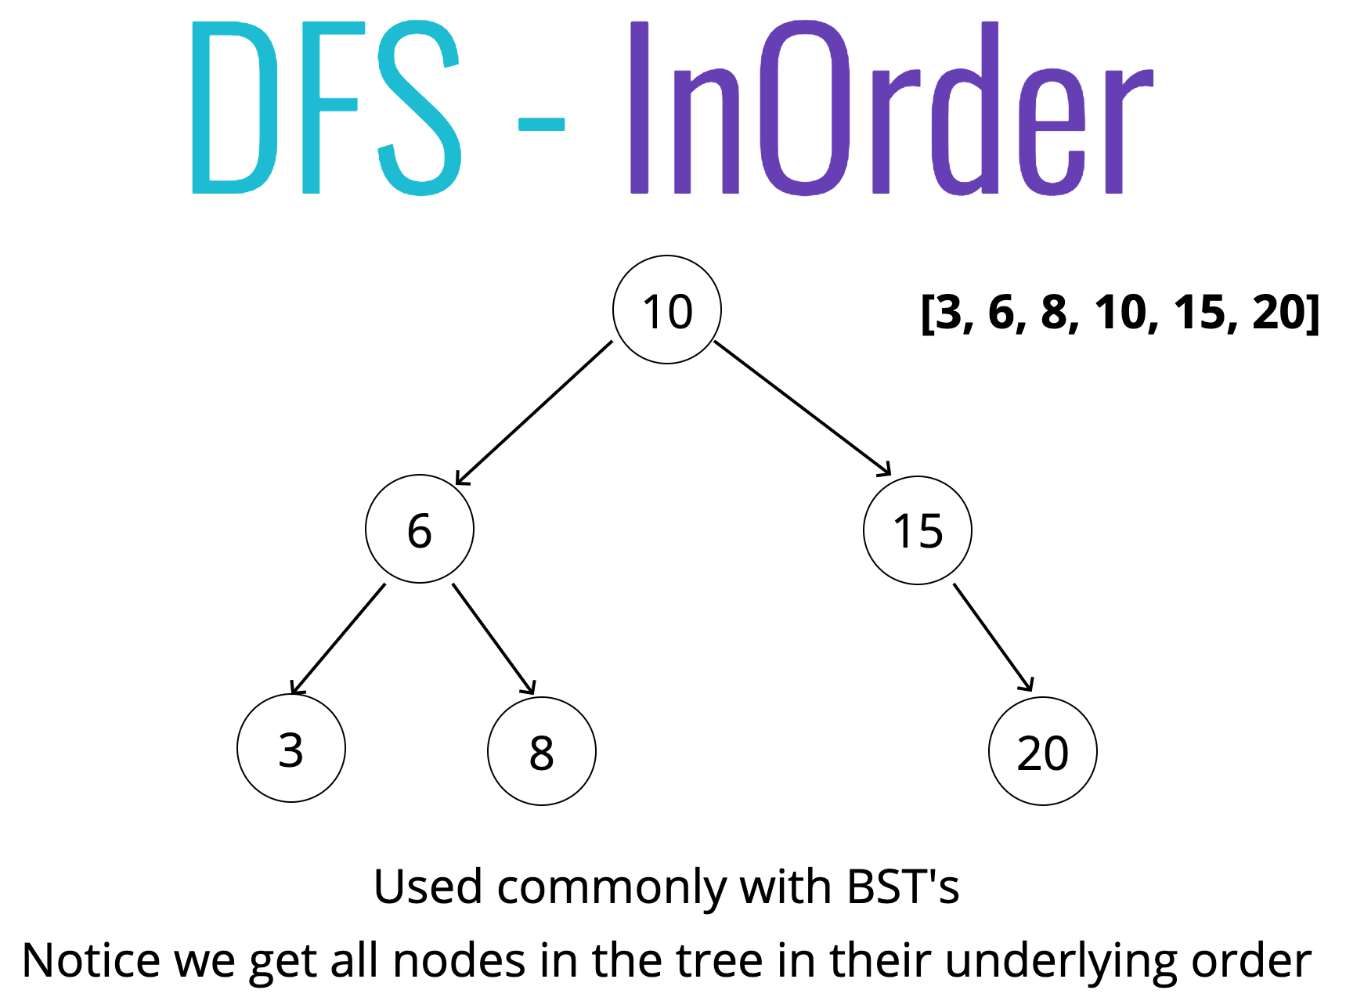 DFS - InOrder
10
[3, 6, 8, 10, 15, 20]
6
15
3
8
20
Used commonly with BST's
Notice we get all nodes in the tree in their underlying order